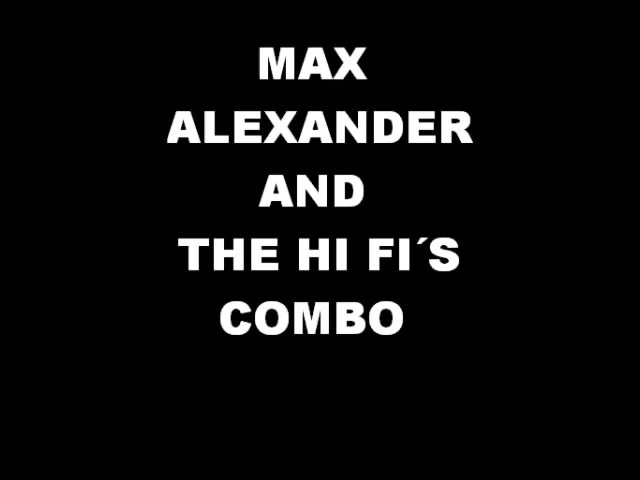 MAX
ALEXANDER
AND
THE HI FI´S
COMBO